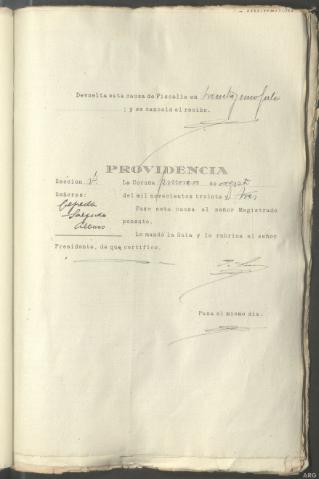 Devuelta esta causa de Fiscalía en treinta y uno Julio
; y se canceló el recibo.
PROVIDENCIA
Sección 1ª La Coruña primero de agosto
Señores: del mil novecientos treinta y tres
Cepeda Pase esta causa al señor Magistrado
Salgado ponente.
Lo mandó la Sala y lo rubrica el señor
Presidente, de que certifico.
Pasa el mismo día.
ARG